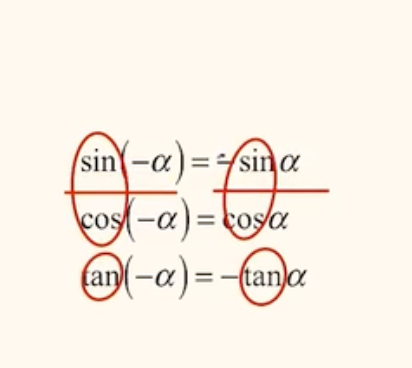 sin(−α) = − sin α
cos(−α) = cos α
tan(−α) = − tan α